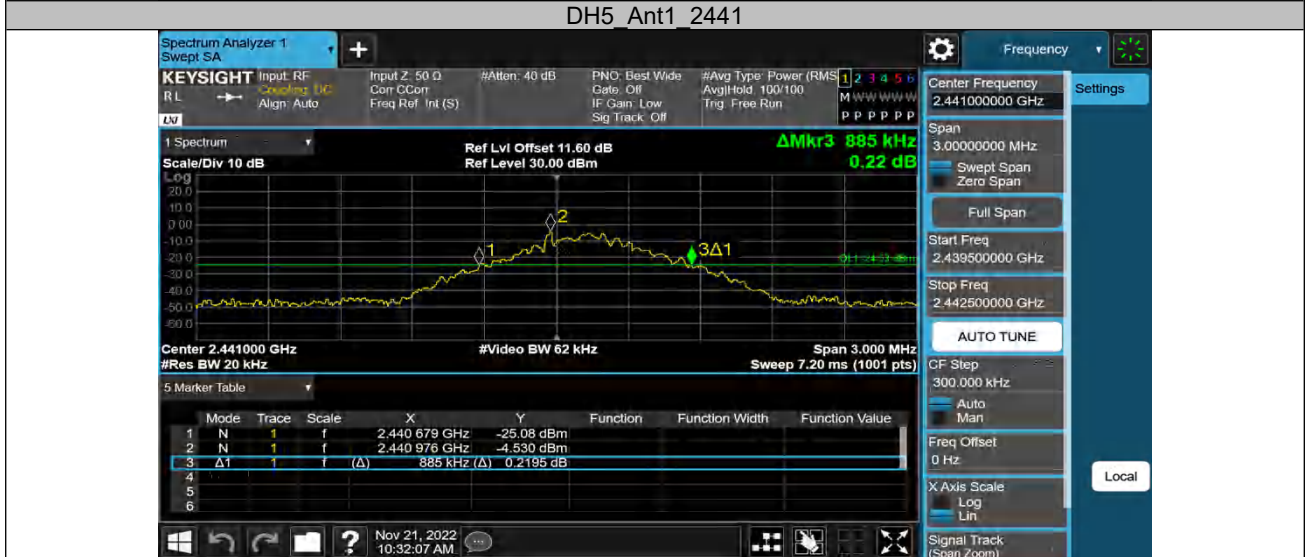 DH5_Ant1_2441
Spectrum Analyzer 1
Swept SA
Frequency
KEYSIGHT
RL
Input: RF
Coupling: DC
Align: Auto
Input Z: 50 Ω
Corr CCorr
Freq Ref: Int (S)
#Atten: 40 dB
PNO: Best Wide
Gate: Off
IF Gain: Low
Sig Track: Off
#Avg Type: Power (RMS
Avg|Hold: 100/100
Trig: Free Run
1 2 3 4 5 6
M W W W W W
P P P P P P
Center Frequency
2.441000000 GHz
Settings
1 Spectrum
Scale/Div 10 dB
Ref Lvl Offset 11.60 dB
Ref Level 30.00 dBm
ΔMkr3 885 kHz
0.22 dB
Span
3.00000000 MHz
Swept Span
Zero Span
Full Span
Start Freq
2.439500000 GHz
Stop Freq
2.442500000 GHz
AUTO TUNE
CF Step
300.000 kHz
Auto
Man
Freq Offset
0 Hz
X Axis Scale
Log
Lin
Signal Track
(Span Zoom)
Local
Log
20.0
10.0
0.00
-10.0
-20.0
-30.0
-40.0
-50.0
-60.0
1
2
3Δ1
Center 2.441000 GHz
#Res BW 20 kHz
#Video BW 62 kHz
Span 3.000 MHz
Sweep 7.20 ms (1001 pts)
5 Marker Table
Mode Trace Scale X Y Function Function Width Function Value
1 N 1 f 2.440 679 GHz -25.08 dBm
2 N 1 f 2.440 976 GHz -4.530 dBm
3 Δ1 1 f (Δ) 885 kHz (Δ) 0.2195 dB
4
5
6
?
Nov 21, 2022
10:32:07 AM